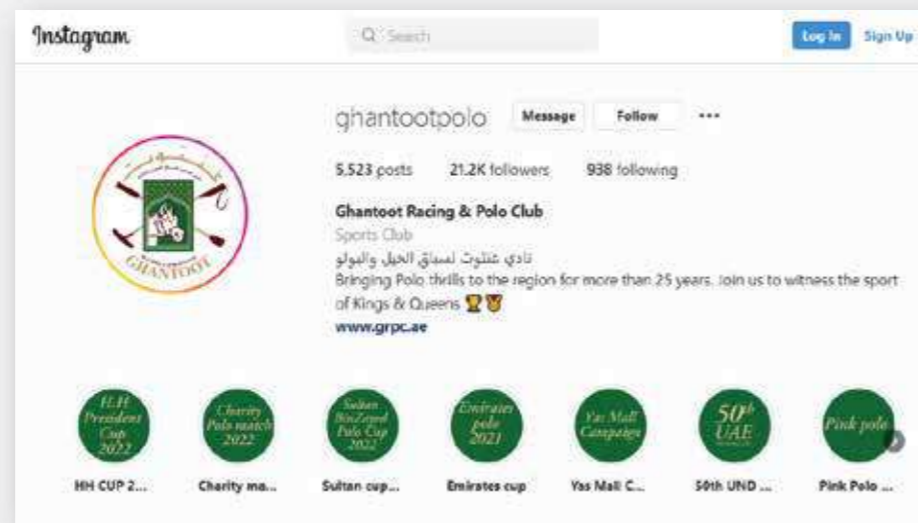 Instagram
Search
Log In
Sign Up
ghantootpolo
Message
Follow
5,523 posts
21.2K followers
938 following
Ghantoot Racing & Polo Club
Sports Club
نادي غنتوت لسباق الخيل والبولو
Bringing Polo thrills to the region for more than 25 years. Join us to witness the sport
of Kings & Queens 🏆🏅
www.grpc.ae
GHANTOOT
H.H
President
Cup
2022
Charity
Polo match
2022
Sultan
BinZayed
Polo Cup
2022
Emirates
polo
2021
Yas Mall
Campaign
50th
UAE
Pink polo
HH CUP 2...
Charity ma...
Sultan cup...
Emirates cup
Yas Mall C...
50th UND ...
Pink Polo ...